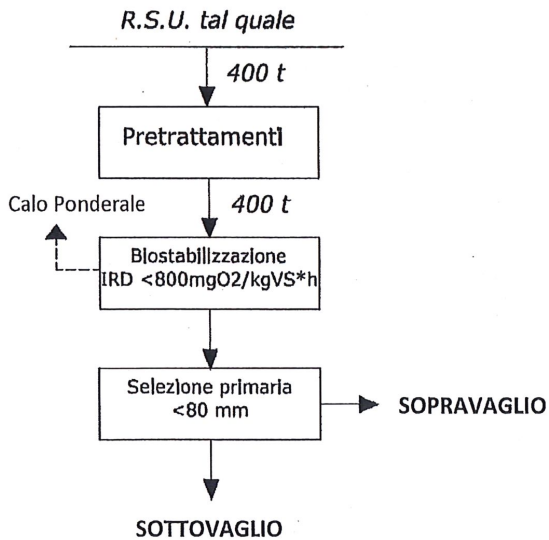 R.S.U. tal quale
400 t
Pretrattamenti
Calo Ponderale
400 t
Biostabilizzazione
IRD <800mgO2/kgVS*h
Selezione primaria
<80 mm
SOPRAVAGLIO
SOTTOVAGLIO